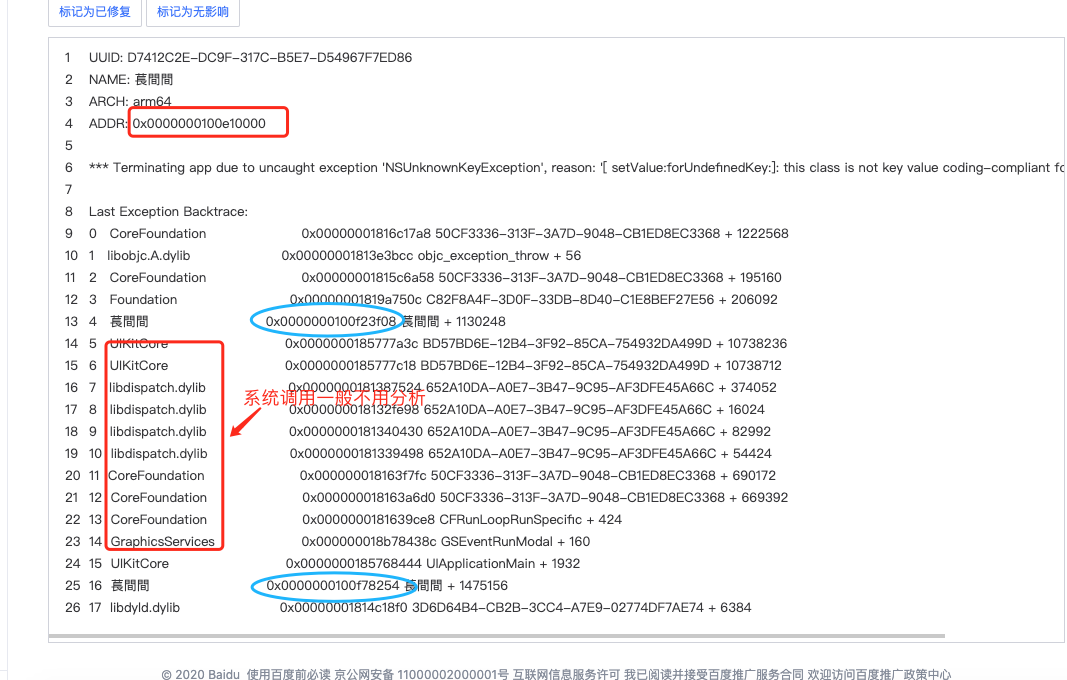 标记为已修复 标记为无影响
1 UUID: D7412C2E-DC9F-317C-B5E7-D54967F7ED86
2 NAME: 莨間間
3 ARCH: arm64
4 ADDR: 0x0000000100e10000
5
6 *** Terminating app due to uncaught exception 'NSUnknownKeyException', reason: '[ setValue:forUndefinedKey:]: this class is not key value coding-compliant fo
7
8 Last Exception Backtrace:
9 0 CoreFoundation 0x00000001816c17a8 50CF3336-313F-3A7D-9048-CB1ED8EC3368 + 1222568
10 1 libobjc.A.dylib 0x00000001813e3bcc objc_exception_throw + 56
11 2 CoreFoundation 0x00000001815c6a58 50CF3336-313F-3A7D-9048-CB1ED8EC3368 + 195160
12 3 Foundation 0x00000001819a750c C82F8A4F-3D0F-33DB-8D40-C1E8BEF27E56 + 206092
13 4 莨間間 0x0000000100f23f08 莨間間 + 1130248
14 5 UIKitCore 0x0000000185777a3c BD57BD6E-12B4-3F92-85CA-754932DA499D + 10738236
15 6 UIKitCore 0x0000000185777c18 BD57BD6E-12B4-3F92-85CA-754932DA499D + 10738712
16 7 libdispatch.dylib 0x0000000181387524 652A10DA-A0E7-3B47-9C95-AF3DFE45A66C + 374052
系统调用一般不用分析
17 8 libdispatch.dylib 0x000000018132fe98 652A10DA-A0E7-3B47-9C95-AF3DFE45A66C + 16024
18 9 libdispatch.dylib 0x0000000181340430 652A10DA-A0E7-3B47-9C95-AF3DFE45A66C + 82992
19 10 libdispatch.dylib 0x0000000181339498 652A10DA-A0E7-3B47-9C95-AF3DFE45A66C + 54424
20 11 CoreFoundation 0x000000018163f7fc 50CF3336-313F-3A7D-9048-CB1ED8EC3368 + 690172
21 12 CoreFoundation 0x000000018163a6d0 50CF3336-313F-3A7D-9048-CB1ED8EC3368 + 669392
22 13 CoreFoundation 0x0000000181639ce8 CFRunLoopRunSpecific + 424
23 14 GraphicsServices 0x000000018b78438c GSEventRunModal + 160
24 15 UIKitCore 0x0000000185768444 UIApplicationMain + 1932
25 16 莨間間 0x0000000100f78254 莨間間 + 1475156
26 17 libdyld.dylib 0x00000001814c18f0 3D6D64B4-CB2B-3CC4-A7E9-02774DF7AE74 + 6384
© 2020 Baidu 使用百度前必读 京公网安备 11000002000001号 互联网信息服务许可 我已阅读并接受百度推广服务合同 欢迎访问百度推广政策中心